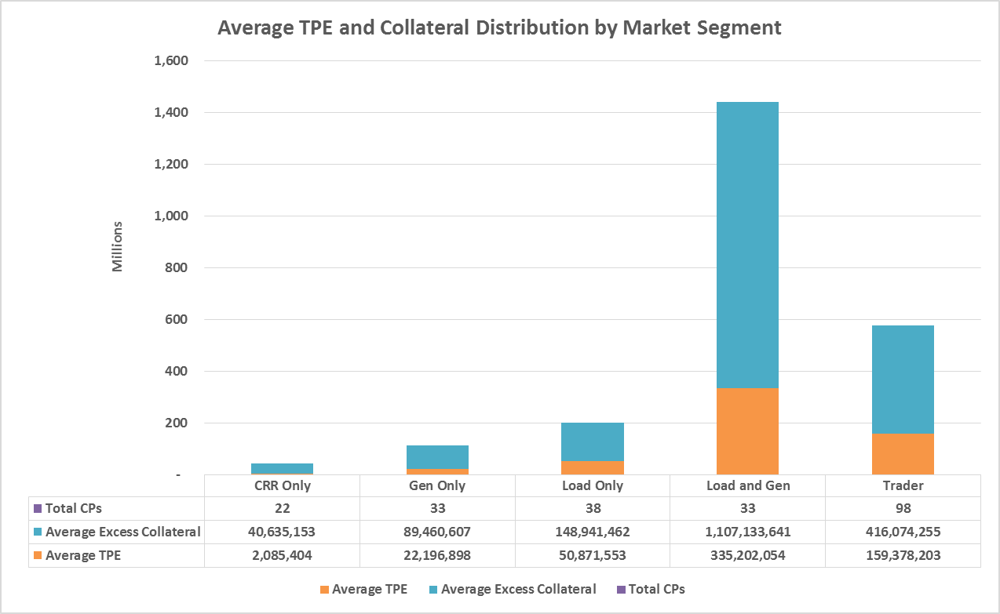 Average TPE and Collateral Distribution by Market Segment
1,600
1,400
1,200
1,000
800
600
400
200
-
Millions
CRR Only Gen Only Load Only Load and Gen Trader
Total CPs 22 33 38 33 98
Average Excess Collateral 40,635,153 89,460,607 148,941,462 1,107,133,641 416,074,255
Average TPE 2,085,404 22,196,898 50,871,553 335,202,054 159,378,203
Average TPE Average Excess Collateral Total CPs